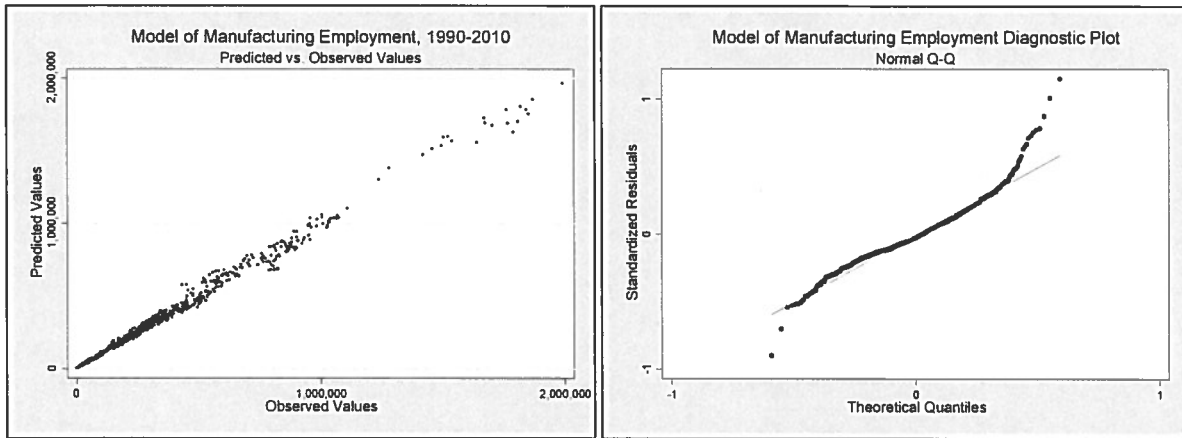 Model of Manufacturing Employment, 1990-2010
Predicted vs. Observed Values
Predicted Values
2,000,000
1,000,000
0
0
1,000,000
2,000,000
Observed Values
Model of Manufacturing Employment Diagnostic Plot
Normal Q-Q
Standardized Residuals
1
0
-1
-1
0
1
Theoretical Quantiles